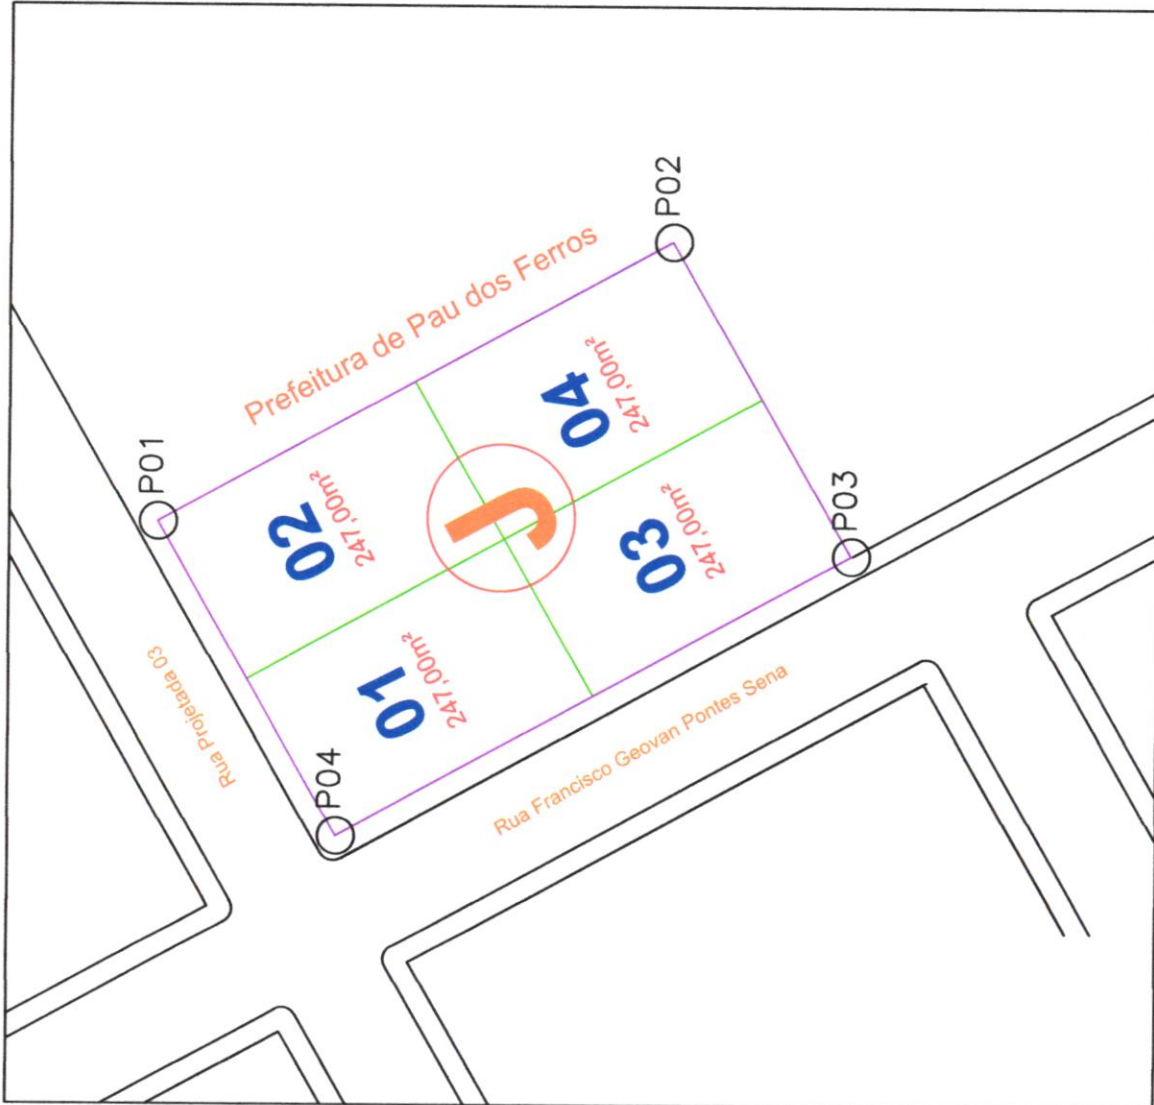 P01
Prefeitura de Pau dos Ferros
P02
Rua Projetada 03
02
247,00m²
04
247,00m²
J
01
247,00m²
03
247,00m²
P04
P03
Rua Francisco Geovan Pontes Sena